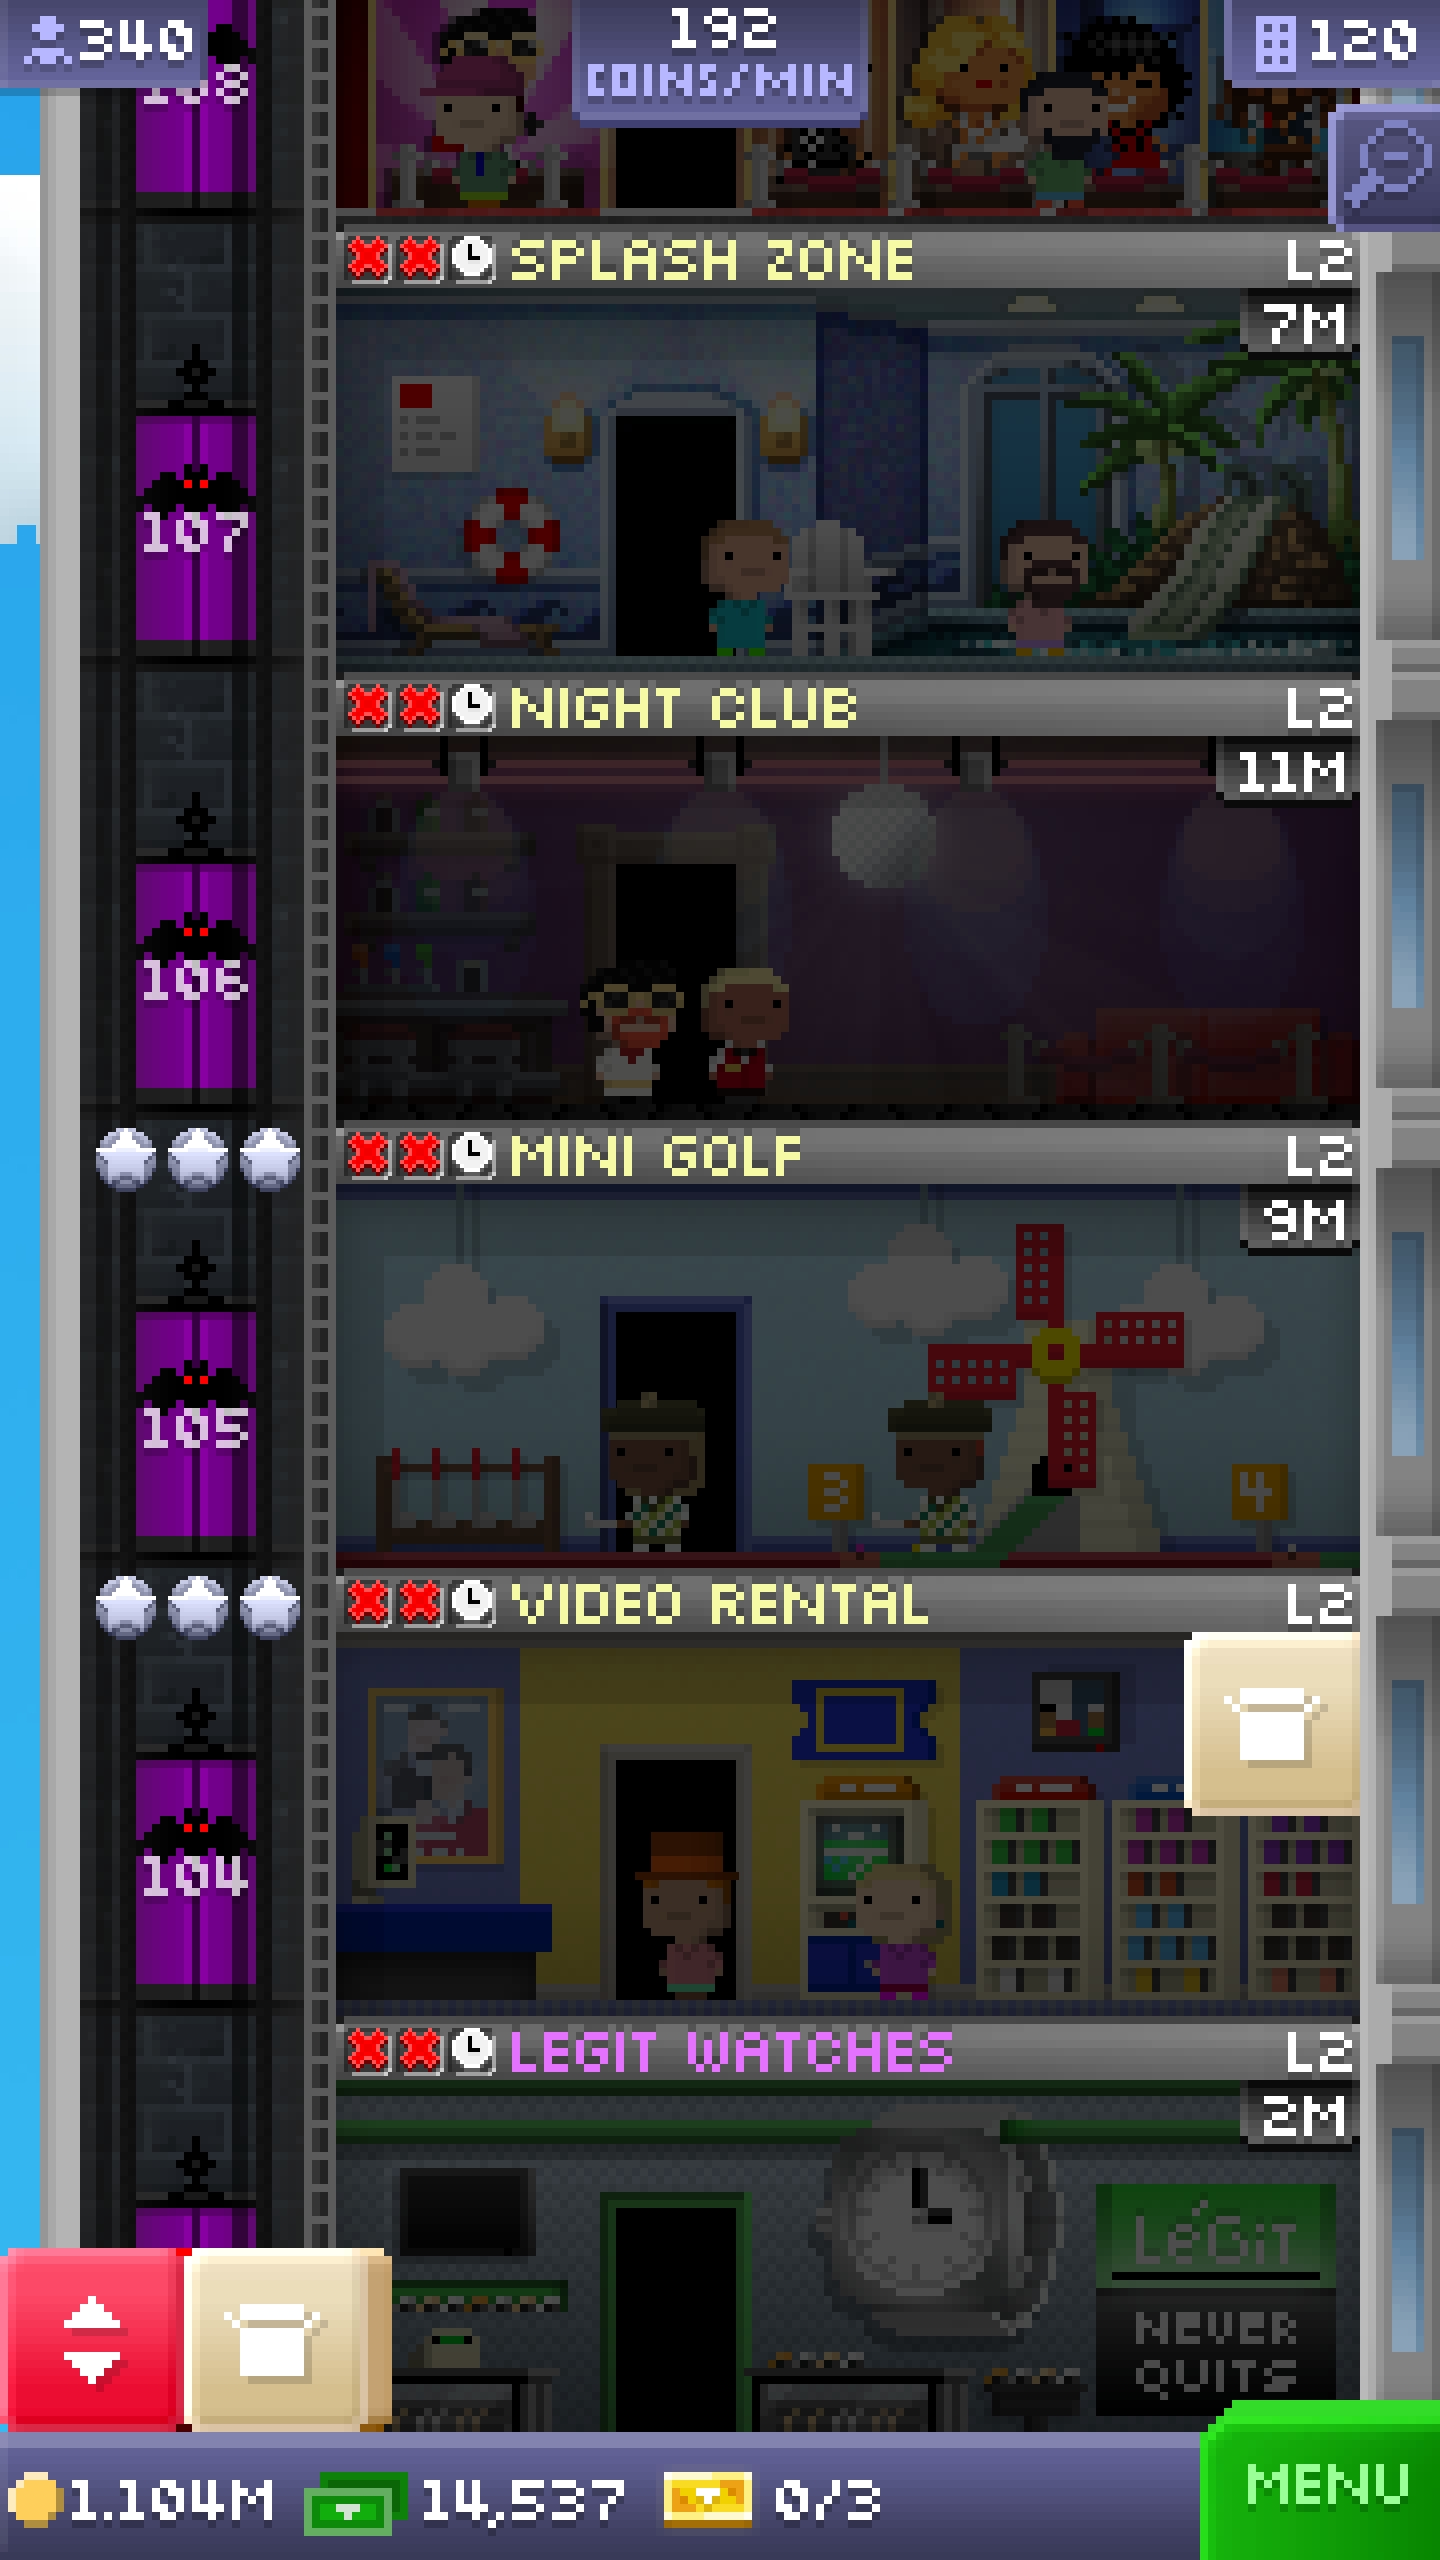 340
192
COINS/MIN
120
108
SPLASH ZONE
L2
7M
107
NIGHT CLUB
L2
11M
106
MINI GOLF
L2
9M
105
3
4
VIDEO RENTAL
L2
104
LEGIT WATCHES
L2
2M
LéGiT
NEVER
QUITS
1.104M
14,537
0/3
MENU